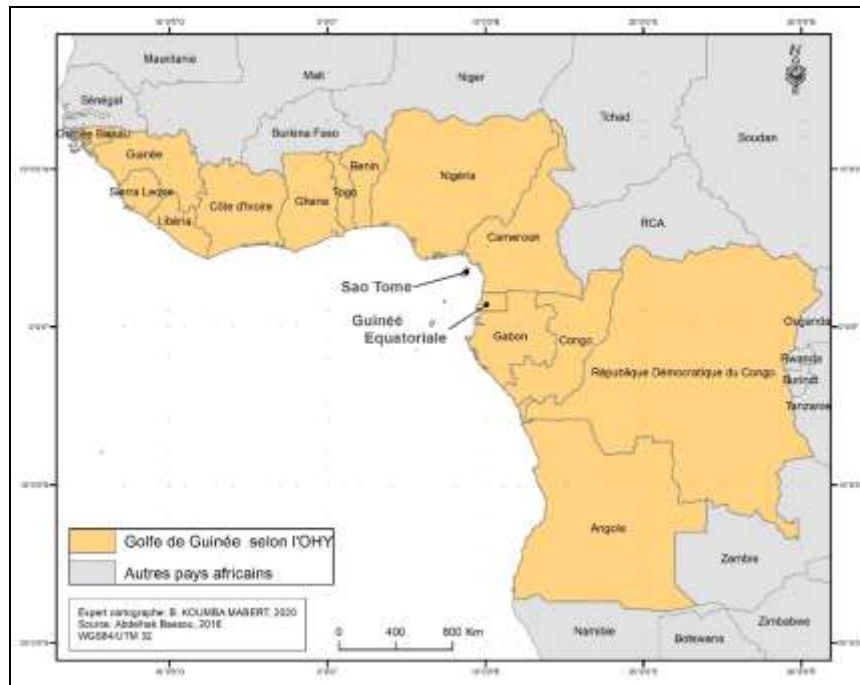 Mauritanie
Mali
Niger
Tchad
Soudan
Sénégal
Burkina Faso
Guinée Bissau
Guinée
Sierra Leone
Libéria
Côte d'Ivoire
Ghana
Togo
Benin
Nigéria
Cameroun
RCA
Sao Tome
Guinée
Equatoriale
Gabon
Congo
République Démocratique du Congo
Ouganda
Rwanda
Burundi
Tanzanie
Angole
Zambie
Zimbabwe
Namibie
Botswana
Golfe de Guinée selon l'OHY
Autres pays africains
Expert cartographe: B. KOUMBA MABERT, 2020
Source: Abdelhak Bassou, 2016
WGS84/UTM 32
0 400 800 Km